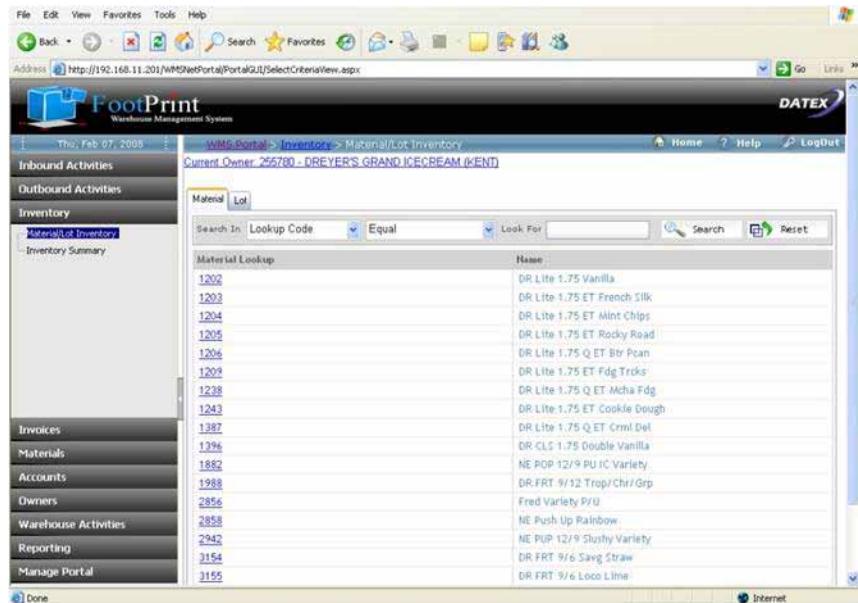 File Edit View Favorites Tools Help
Back Search Favorites
Address http://192.168.11.201/WMSNetPortal/PortalGUI/SelectCriteriaView.aspx Go Links
FootPrint
Warehouse Management System
DATEX
Thu, Feb 07, 2008 WMS Portal > Inventory > Material/Lot Inventory Home ? Help LogOut
Inbound Activities
Outbound Activities
Inventory
Material/Lot Inventory
Inventory Summary
Invoices
Materials
Accounts
Owners
Warehouse Activities
Reporting
Manage Portal
Current Owner: 255780 - DREYER'S GRAND ICECREAM (KENT)
Material Lot
Search In Lookup Code Equal Look For Search Reset
Material Lookup Name
1202 DR Lite 1.75 Vanilla
1203 DR Lite 1.75 ET French Silk
1204 DR Lite 1.75 ET Mint Chips
1205 DR Lite 1.75 ET Rocky Road
1206 DR Lite 1.75 Q ET Btr Pcan
1209 DR Lite 1.75 ET Fdg Trcks
1238 DR Lite 1.75 Q ET Mcha Fdg
1243 DR Lite 1.75 ET Cookie Dough
1387 DR Lite 1.75 Q ET Crml Del
1396 DR CLS 1.75 Double Vanilla
1882 NE POP 12/9 PU IC Variety
1988 DR FRT 9/12 Trop/Chr/Grp
2856 Fred Variety P/U
2858 NE Push Up Rainbow
2942 NE PUP 12/9 Slushy Variety
3154 DR FRT 9/6 Savg Straw
3155 DR FRT 9/6 Loco Lime
Done Internet